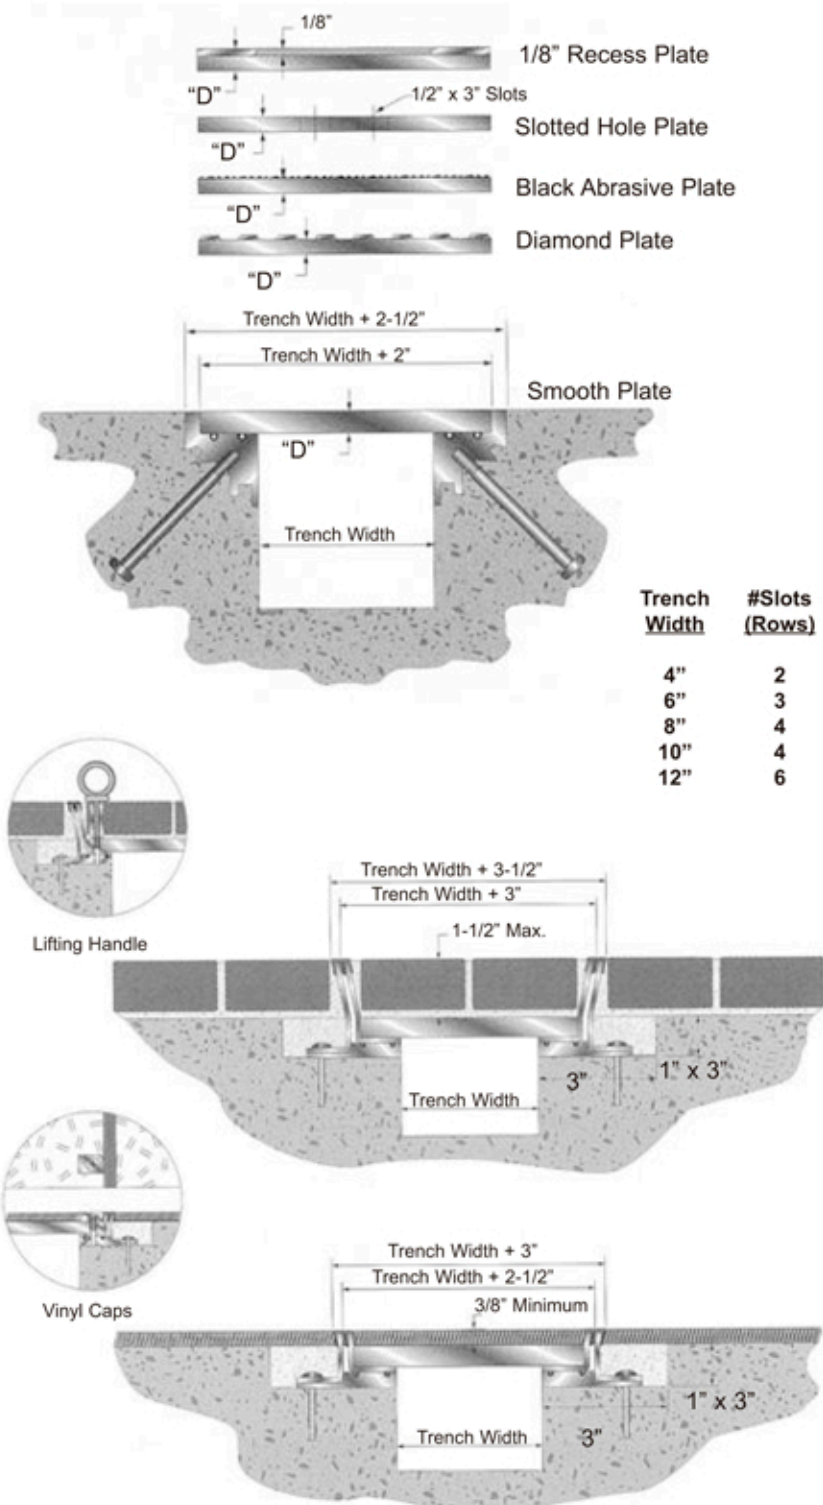 1/8"
1/8" Recess Plate
"D"
1/2" x 3" Slots
Slotted Hole Plate
"D"
Black Abrasive Plate
"D"
Diamond Plate
"D"
Trench Width + 2-1/2"
Trench Width + 2"
Smooth Plate
"D"
Trench Width
Trench #Slots
Width (Rows)
4" 2
6" 3
8" 4
10" 4
12" 6
Lifting Handle
Trench Width + 3-1/2"
Trench Width + 3"
1-1/2" Max.
3"
1" x 3"
Trench Width
Vinyl Caps
Trench Width + 3"
Trench Width + 2-1/2"
3/8" Minimum
1" x 3"
Trench Width
3"